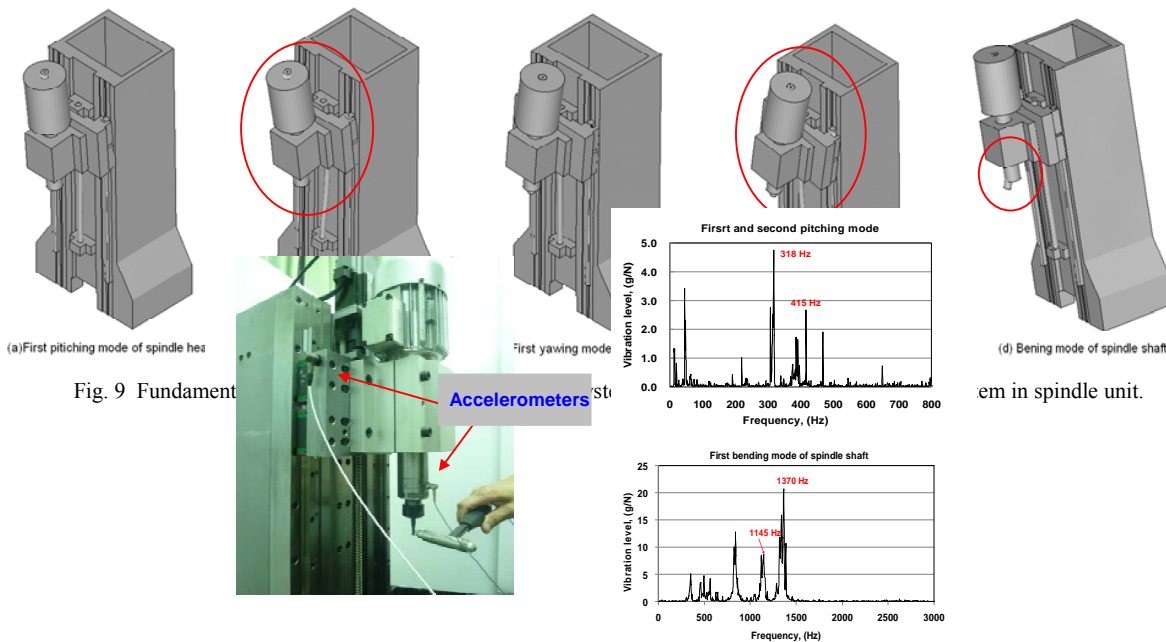 (a)First pitiching mode of spindle hea
First yawing mode
(d) Bening mode of spindle shaft
Fig. 9 Fundament
yste
em in spindle unit.
Accelerometers
Firsrt and second pitching mode
Vibration level, (g/N)
5.0
4.0
3.0
2.0
1.0
0.0
318 Hz
415 Hz
0 100 200 300 400 500 600 700 800
Frequency, (Hz)
First bending mode of spindle shaft
Vibration level, (g/N)
25
20
15
10
5
0
1370 Hz
1145 Hz
0 500 1000 1500 2000 2500 3000
Frequency, (Hz)